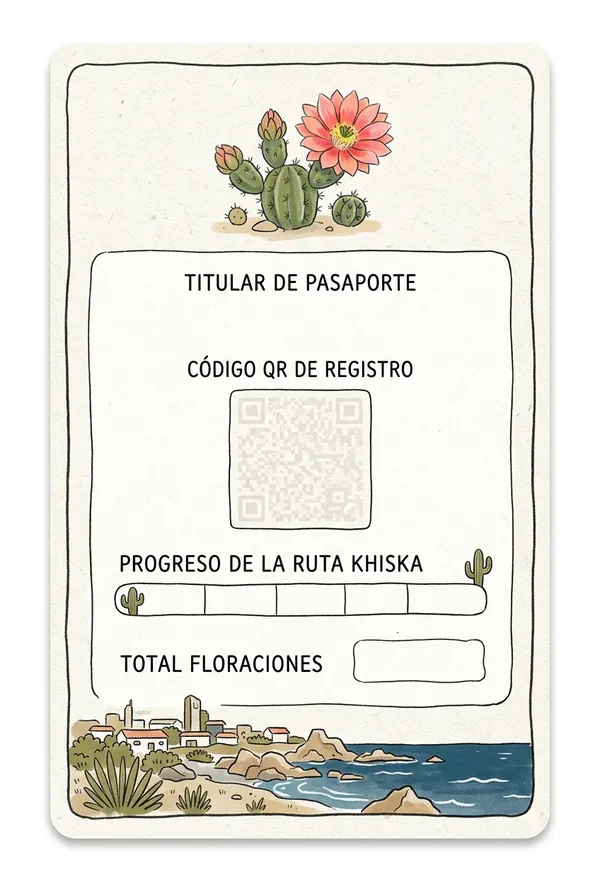 TITULAR DE PASAPORTE
CÓDIGO QR DE REGISTRO
PROGRESO DE LA RUTA KHISKA
TOTAL FLORACIONES